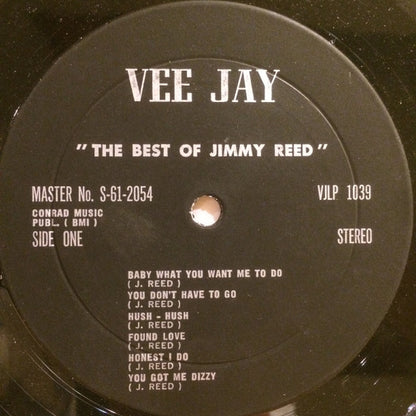 VEE JAY
"THE BEST OF JIMMY REED"
MASTER No. S-61-2054 VJLP 1039
CONRAD MUSIC
PUBL. ( BMI )
SIDE ONE STEREO
BABY WHAT YOU WANT ME TO DO
( J. REED )
YOU DON'T HAVE TO GO
( J. REED )
HUSH - HUSH
( J. REED )
FOUND LOVE
( J. REED )
HONEST I DO
( J. REED )
YOU GOT ME DIZZY
( J. REED )